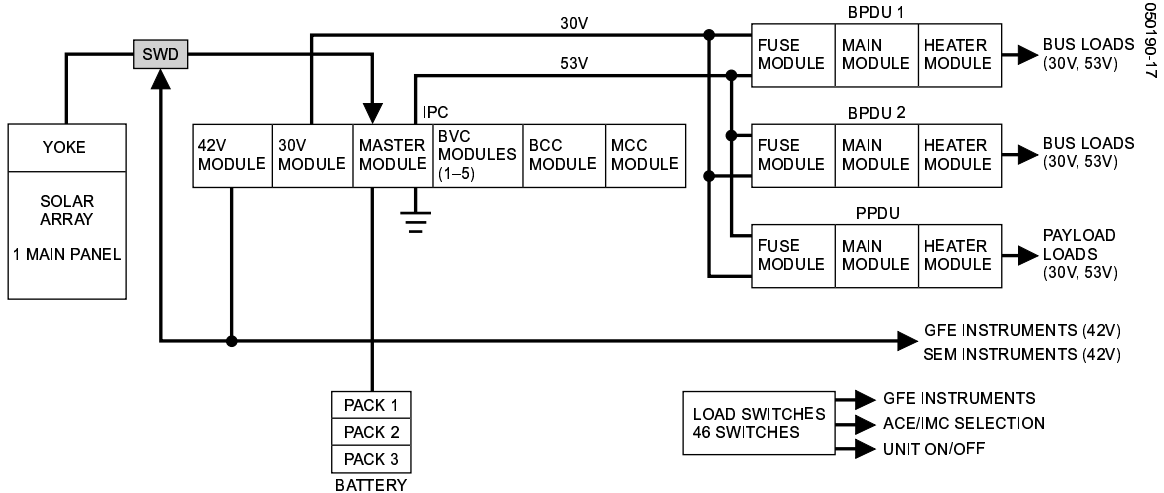 050190-17
30V
53V
SWD
YOKE
SOLAR
ARRAY
1 MAIN PANEL
IPC
42V
MODULE
30V
MODULE
MASTER
MODULE
BVC
MODULES
(1–5)
BCC
MODULE
MCC
MODULE
BPDU 1
FUSE
MODULE
MAIN
MODULE
HEATER
MODULE
BUS LOADS
(30V, 53V)
BPDU 2
FUSE
MODULE
MAIN
MODULE
HEATER
MODULE
BUS LOADS
(30V, 53V)
PPDU
FUSE
MODULE
MAIN
MODULE
HEATER
MODULE
PAYLOAD
LOADS
(30V, 53V)
GFE INSTRUMENTS (42V)
SEM INSTRUMENTS (42V)
PACK 1
PACK 2
PACK 3
BATTERY
LOAD SWITCHES
46 SWITCHES
GFE INSTRUMENTS
ACE/IMC SELECTION
UNIT ON/OFF